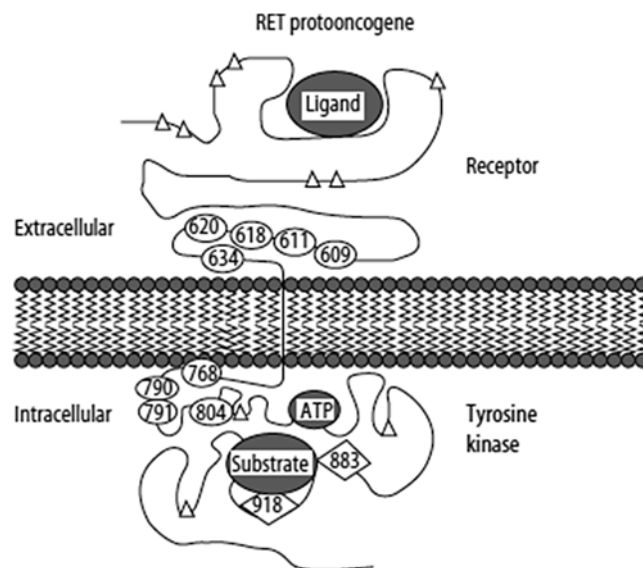 RET protooncogene
Ligand
Receptor
Extracellular
620
618
611
609
634
768
790
791
804
ATP
Intracellular
Tyrosine
kinase
Substrate
883
918